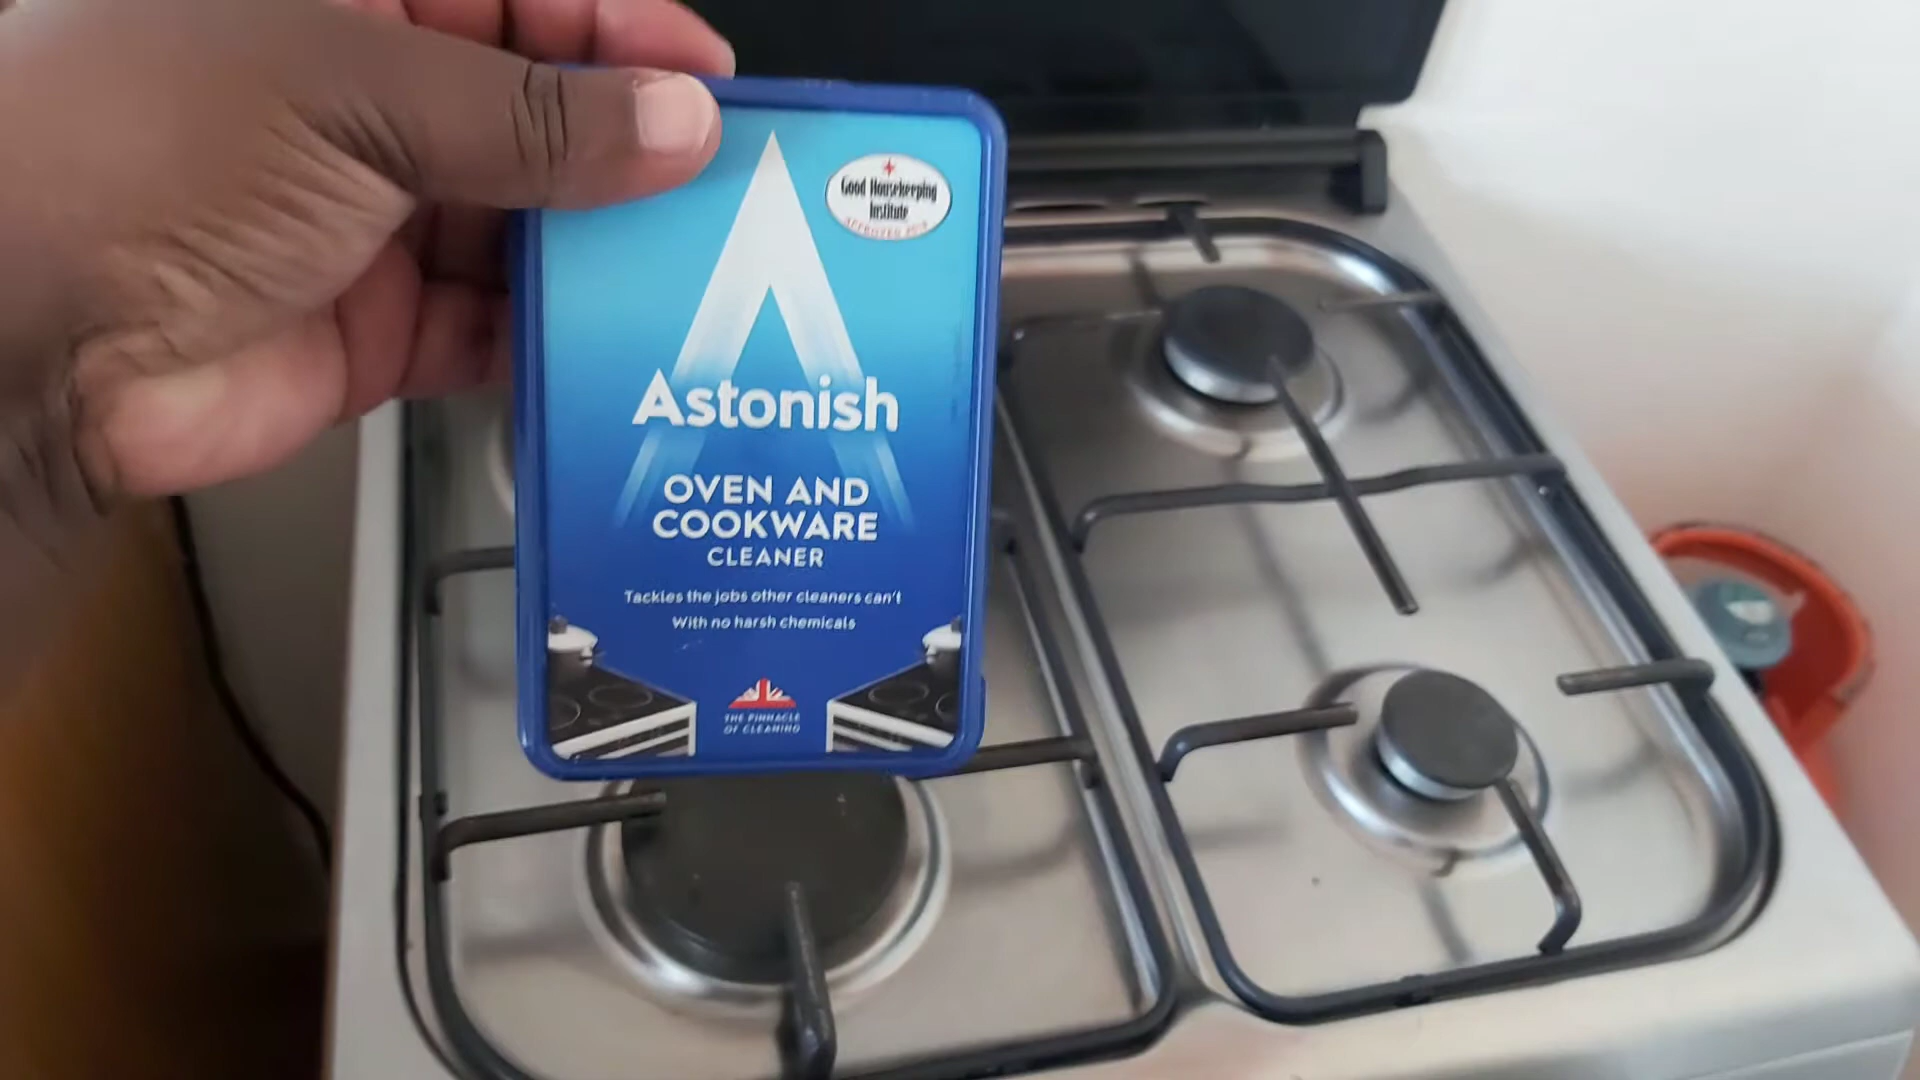 Good Housekeeping
Institute
Astonish
OVEN AND
COOKWARE
CLEANER
Tackles the jobs other cleaners can't
With no harsh chemicals
THE PINNACLE
OF CLEANING